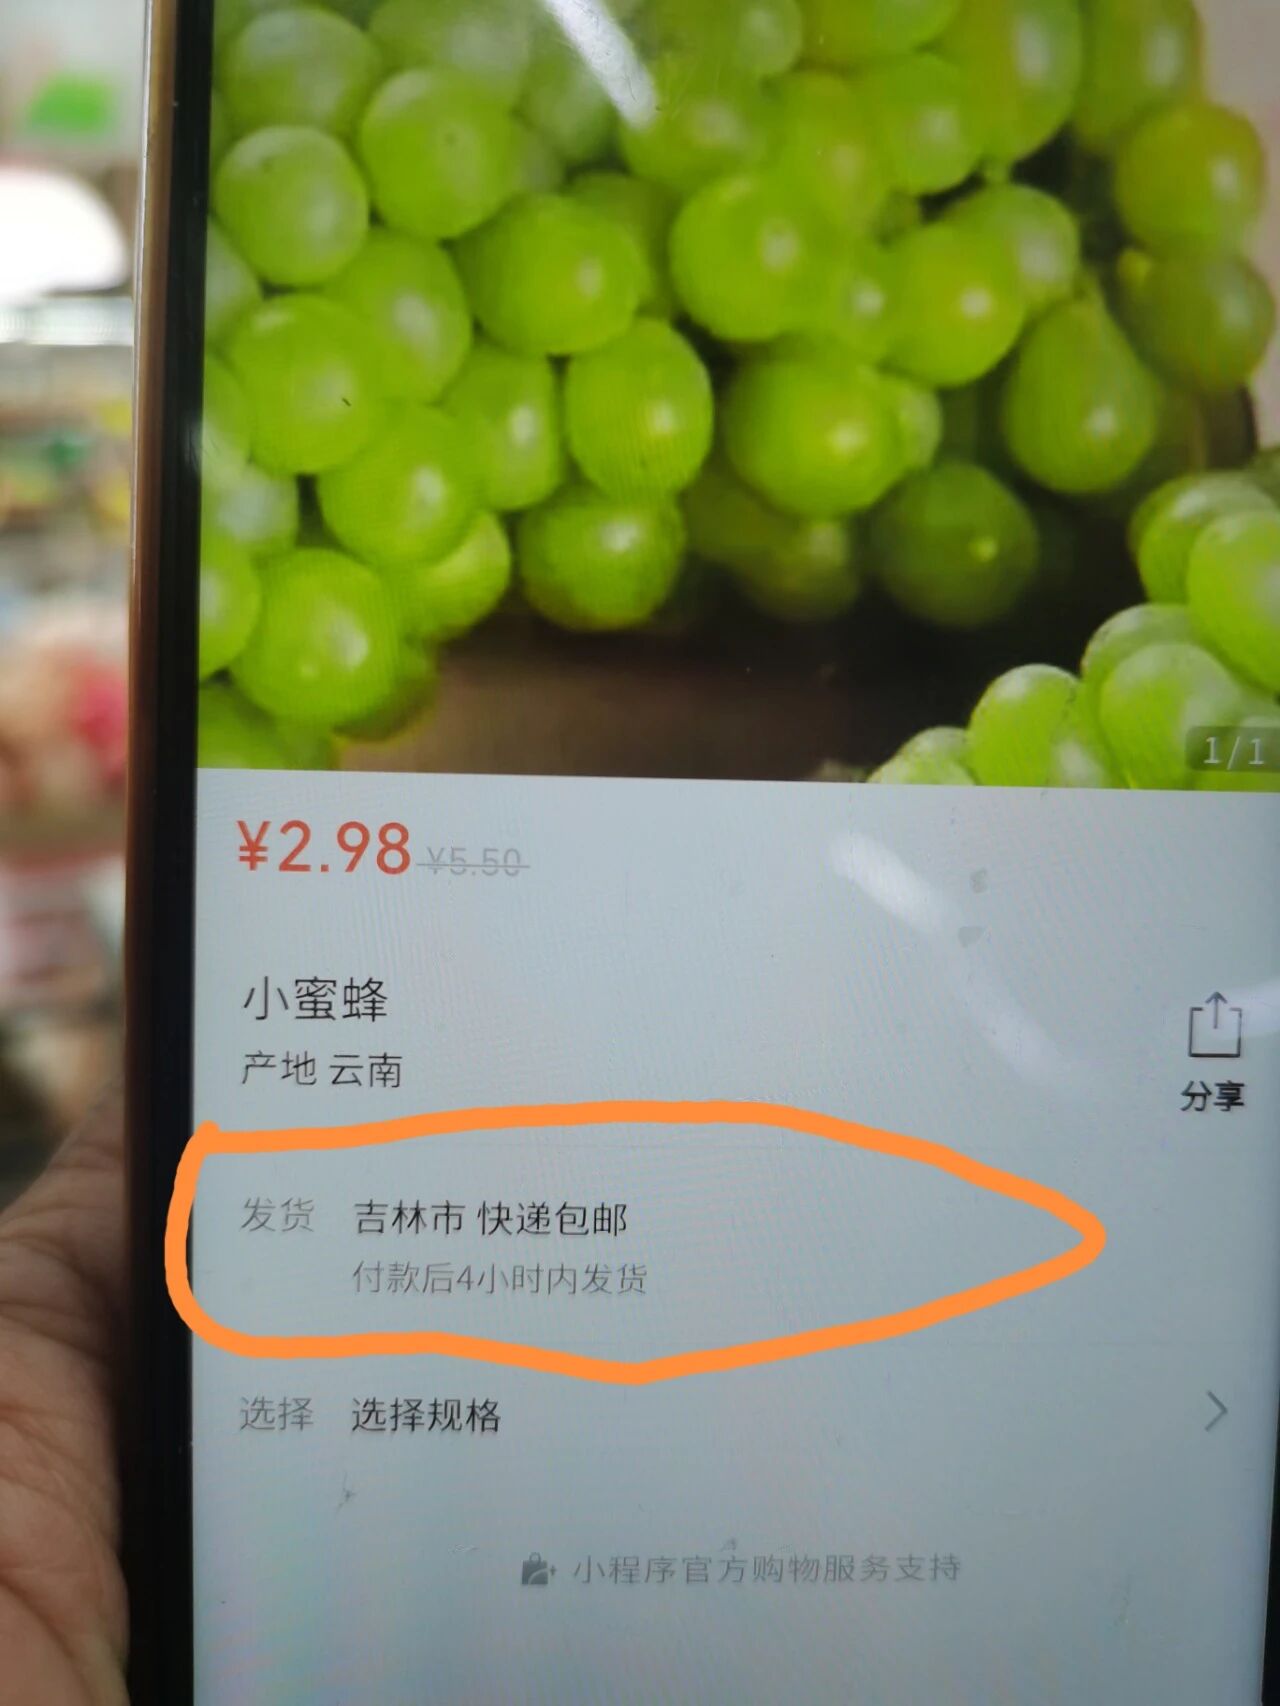 1/1
¥2.98 ¥5.50
小蜜蜂
产地 云南
分享
发货 吉林市 快递包邮
付款后4小时内发货
选择 选择规格
小程序官方购物服务支持